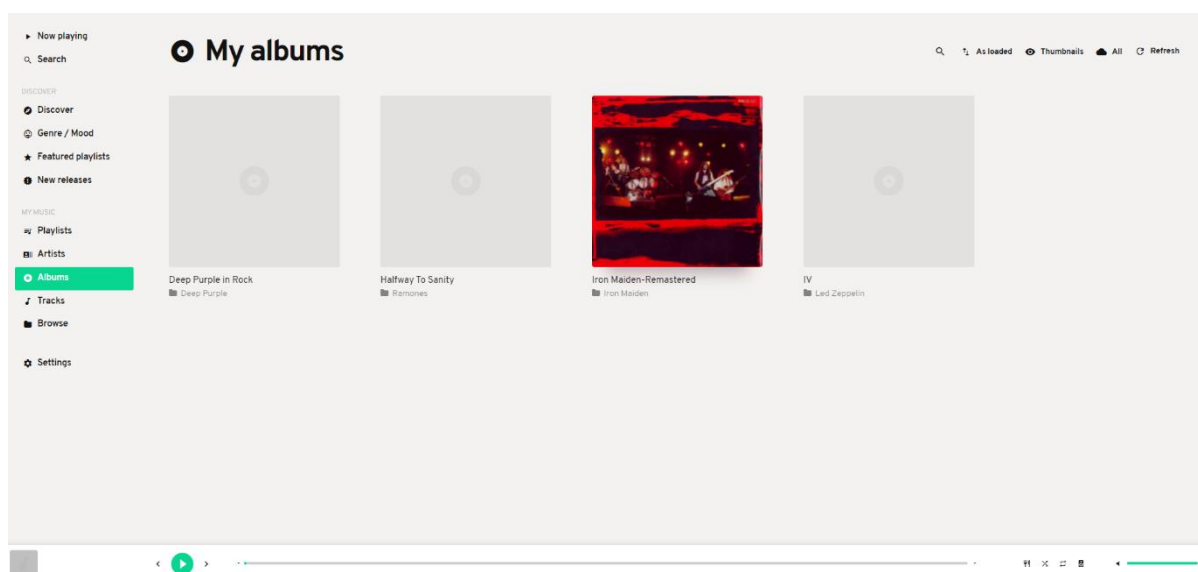 Now playing
Search
DISCOVER
Discover
Genre / Mood
Featured playlists
New releases
MY MUSIC
Playlists
Artists
Albums
Tracks
Browse
Settings
My albums
As loaded
Thumbnails
All
Refresh
Deep Purple in Rock
Deep Purple
Halfway To Sanity
Ramones
Iron Maiden-Remastered
Iron Maiden
IV
Led Zeppelin